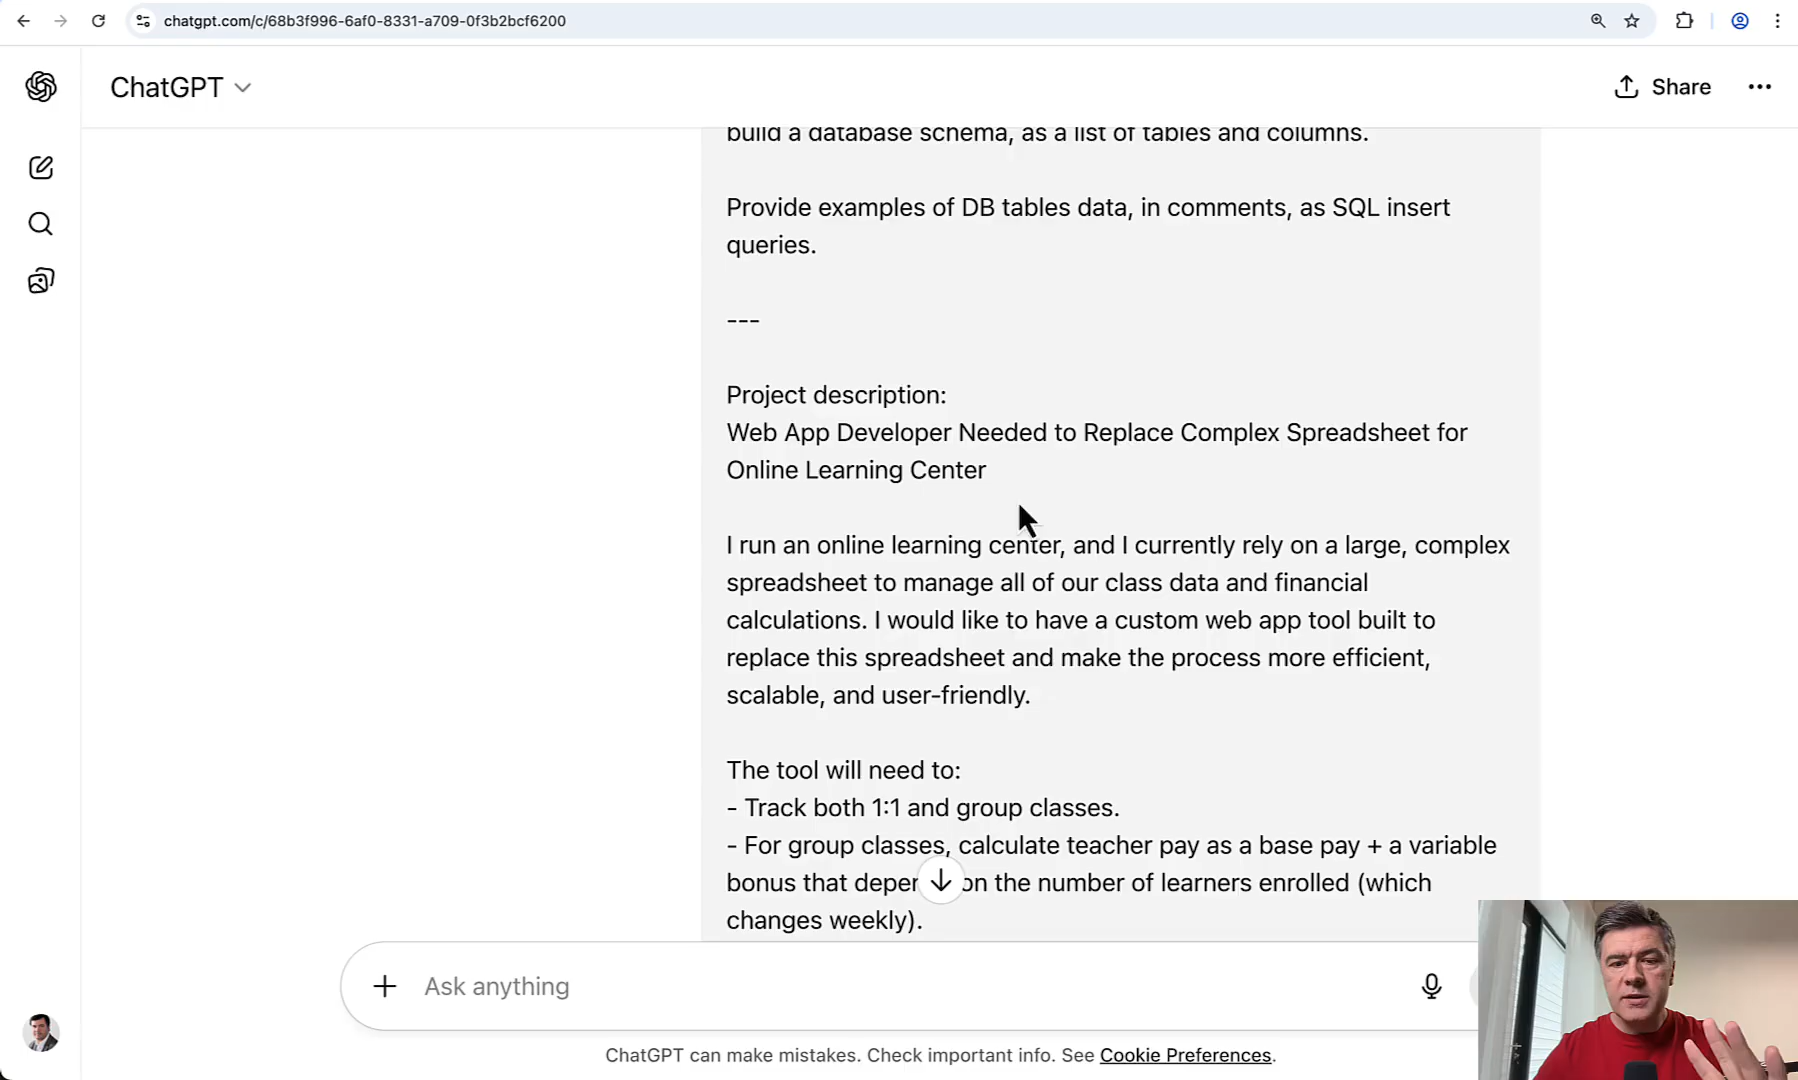 chatgpt.com/c/68b3f996-6af0-8331-a709-0f3b2bcf6200
ChatGPT
Share
build a database schema, as a list of tables and columns.
Provide examples of DB tables data, in comments, as SQL insert
queries.
---
Project description:
Web App Developer Needed to Replace Complex Spreadsheet for
Online Learning Center
I run an online learning center, and I currently rely on a large, complex
spreadsheet to manage all of our class data and financial
calculations. I would like to have a custom web app tool built to
replace this spreadsheet and make the process more efficient,
scalable, and user-friendly.
The tool will need to:
- Track both 1:1 and group classes.
- For group classes, calculate teacher pay as a base pay + a variable
bonus that depen on the number of learners enrolled (which
changes weekly).
Ask anything
ChatGPT can make mistakes. Check important info. See Cookie Preferences.